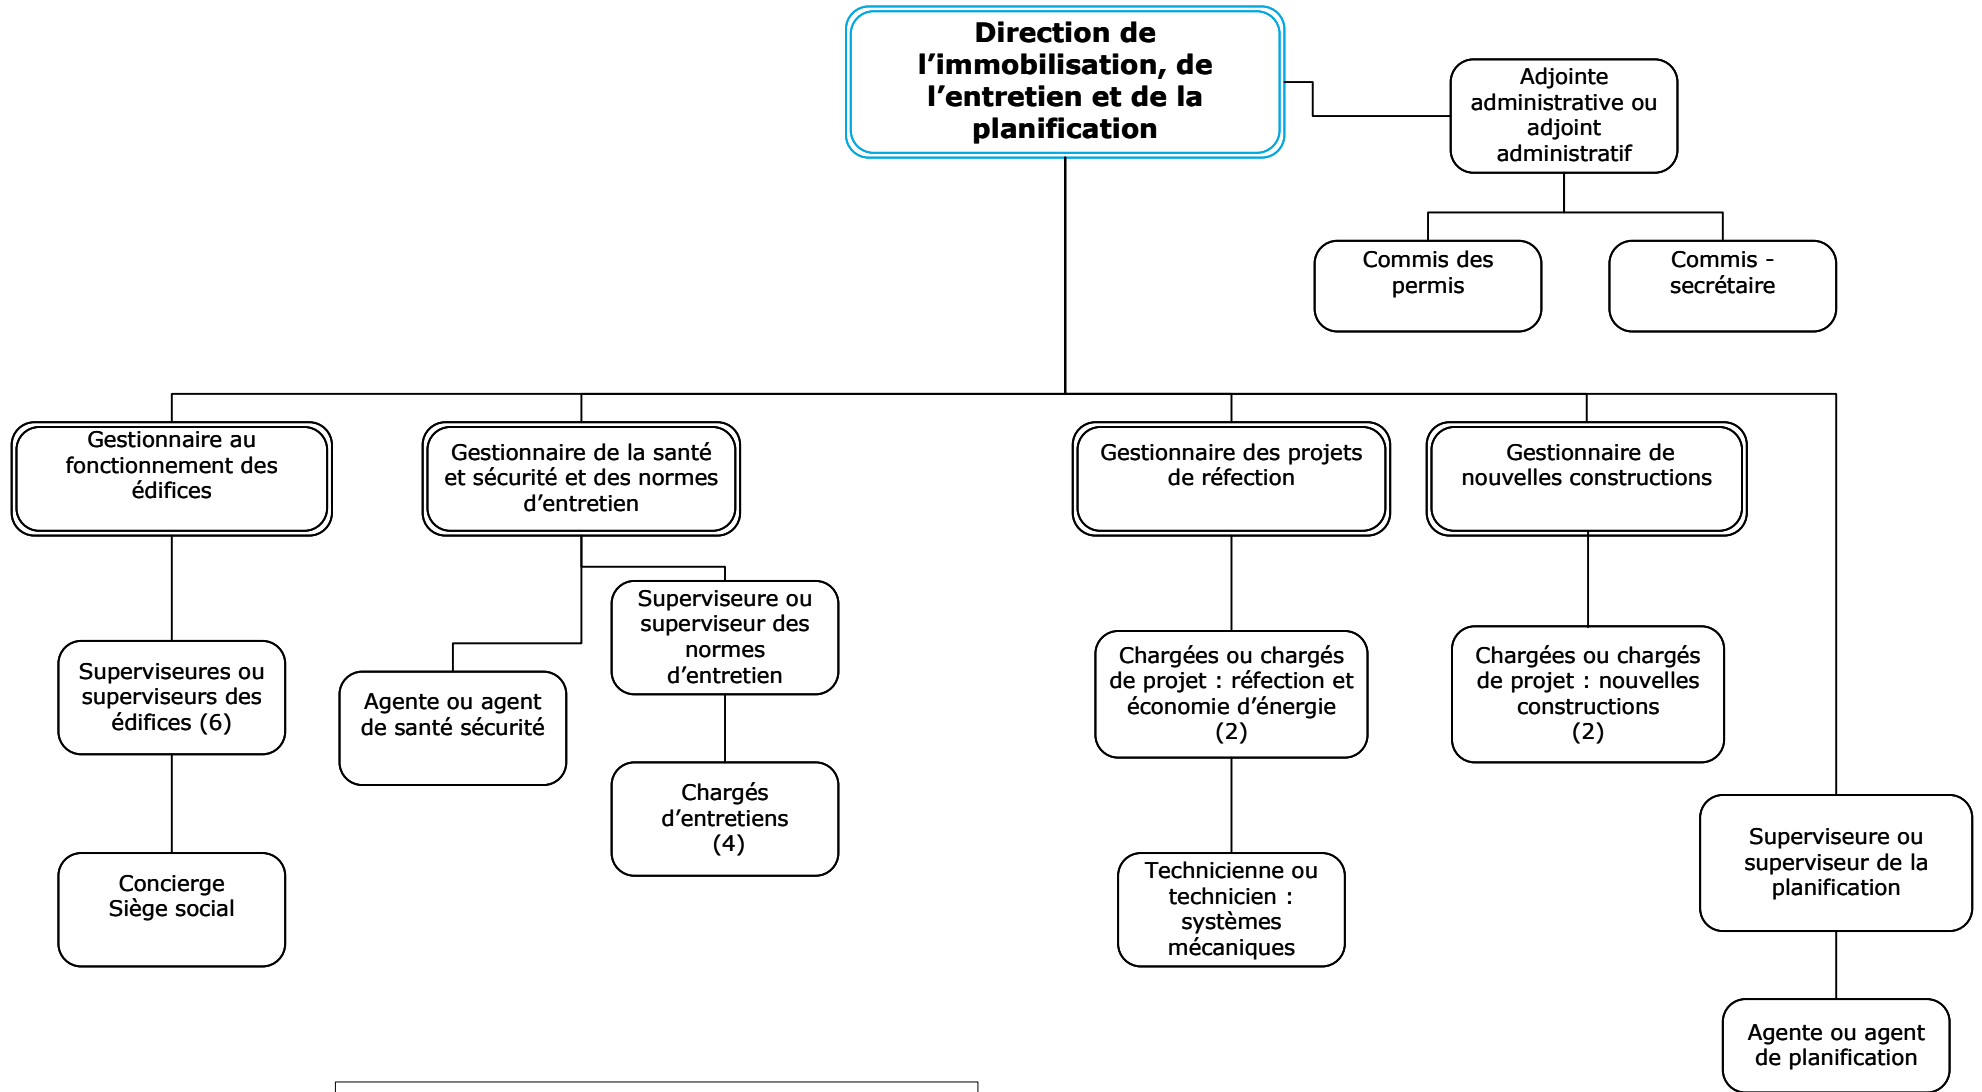 Direction de
l’immobilisation, de
l’entretien et de la
planification
Adjointe
administrative ou
adjoint
administratif
Commis des
permis
Commis -
secrétaire
Gestionnaire au
fonctionnement des
édifices
Gestionnaire de la santé
et sécurité et des normes
d’entretien
Gestionnaire des projets
de réfection
Gestionnaire de
nouvelles constructions
Superviseures ou
superviseurs des
édifices (6)
Agente ou agent
de santé sécurité
Superviseure ou
superviseur des
normes
d’entretien
Chargées ou chargés
de projet : réfection et
économie d’énergie
(2)
Chargées ou chargés
de projet : nouvelles
constructions
(2)
Concierge
Siège social
Chargés
d’entretiens
(4)
Technicienne ou
technicien :
systèmes
mécaniques
Superviseure ou
superviseur de la
planification
Agente ou agent
de planification